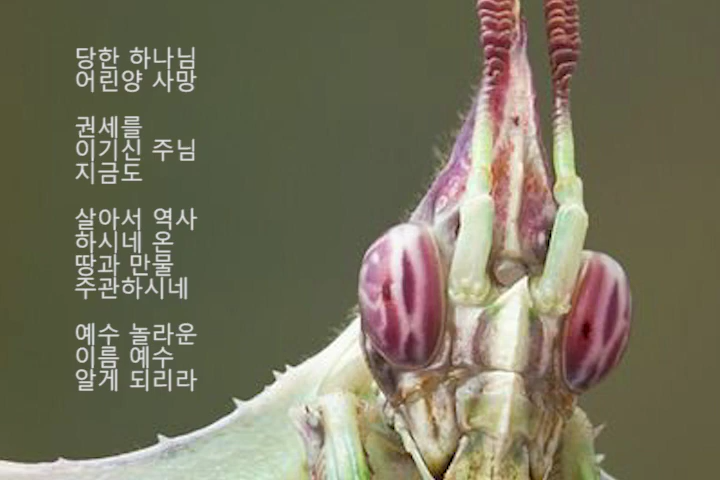 당한 하나님
어린양 사망
권세를
이기신 주님
지금도
살아서 역사
하시네 온
땅과 만물
주관하시네
예수 놀라운
이름 예수
알게 되리라